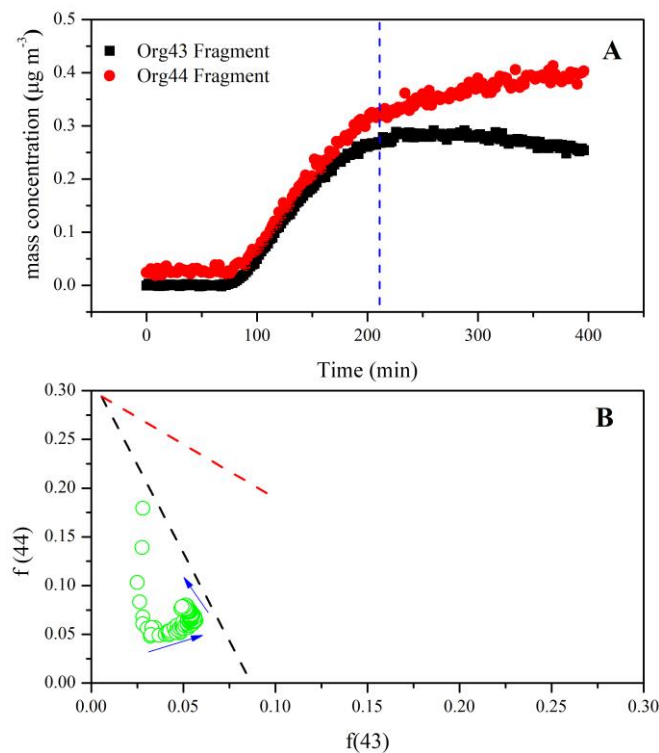 A
Org43 Fragment
Org44 Fragment
mass concentration (μg m⁻³)
0.5
0.4
0.3
0.2
0.1
0.0
0 100 200 300 400
Time (min)
B
f (44)
0.30
0.25
0.20
0.15
0.10
0.05
0.00
0.00 0.05 0.10 0.15 0.20 0.25 0.30
f(43)